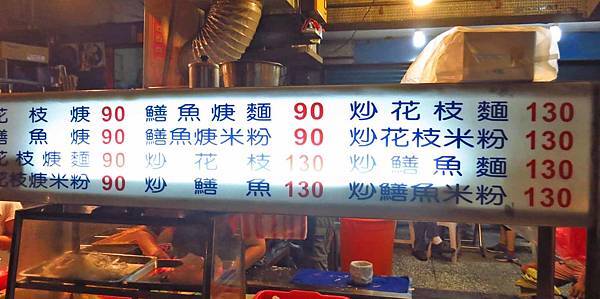 花枝焿 90 鱔魚焿麵 90 炒花枝麵 130
鱔魚焿 90 鱔魚焿米粉 90 炒花枝米粉 130
花枝焿麵 90 炒花枝 130 炒鱔魚麵 130
花枝焿米粉 90 炒鱔魚 130 炒鱔魚米粉 130